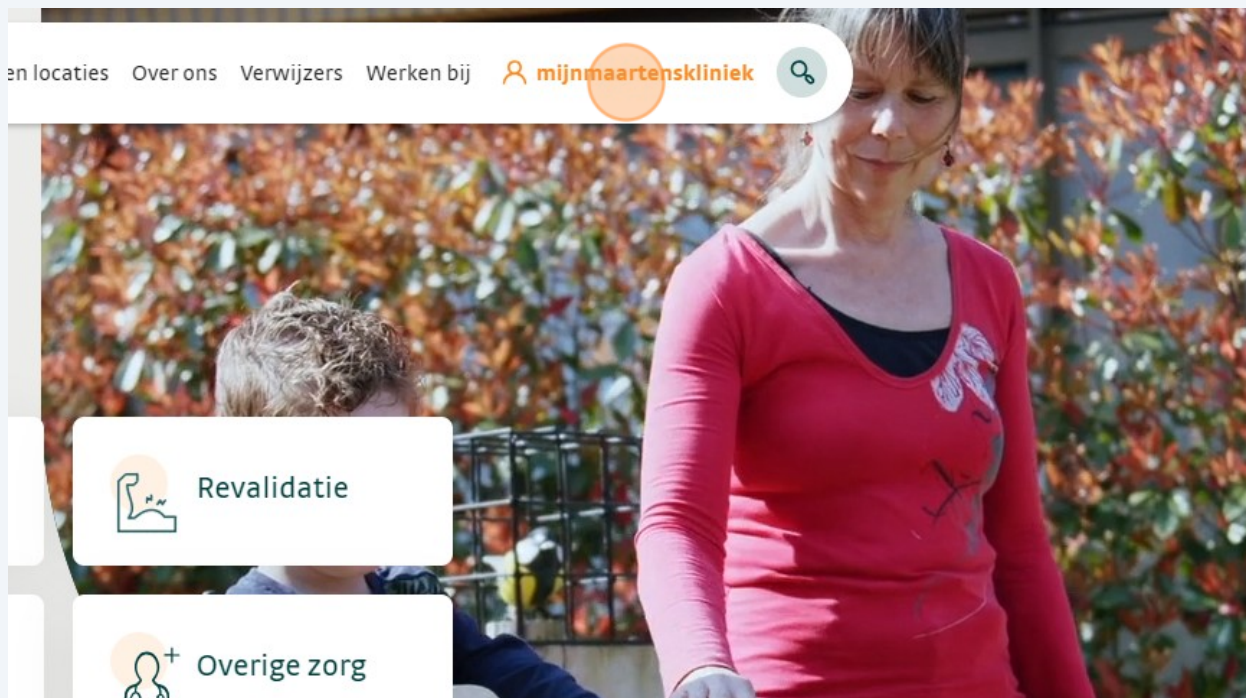 en locaties Over ons Verwijzers Werken bij mijnmaartenskliniek
Revalidatie
Overige zorg